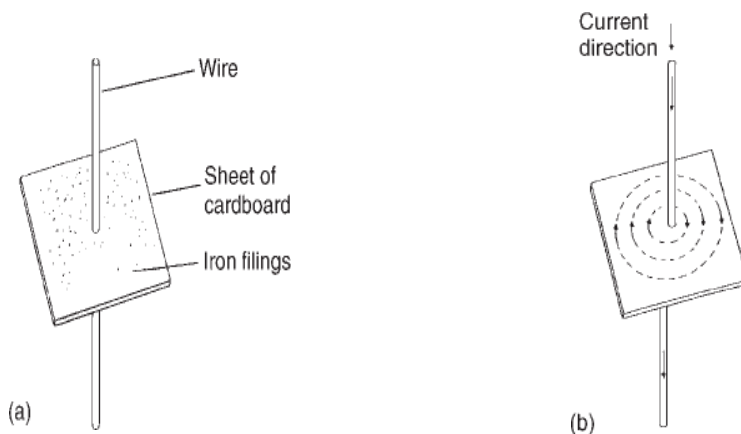 Wire
Sheet of
cardboard
Iron filings
(a)
Current
direction
(b)